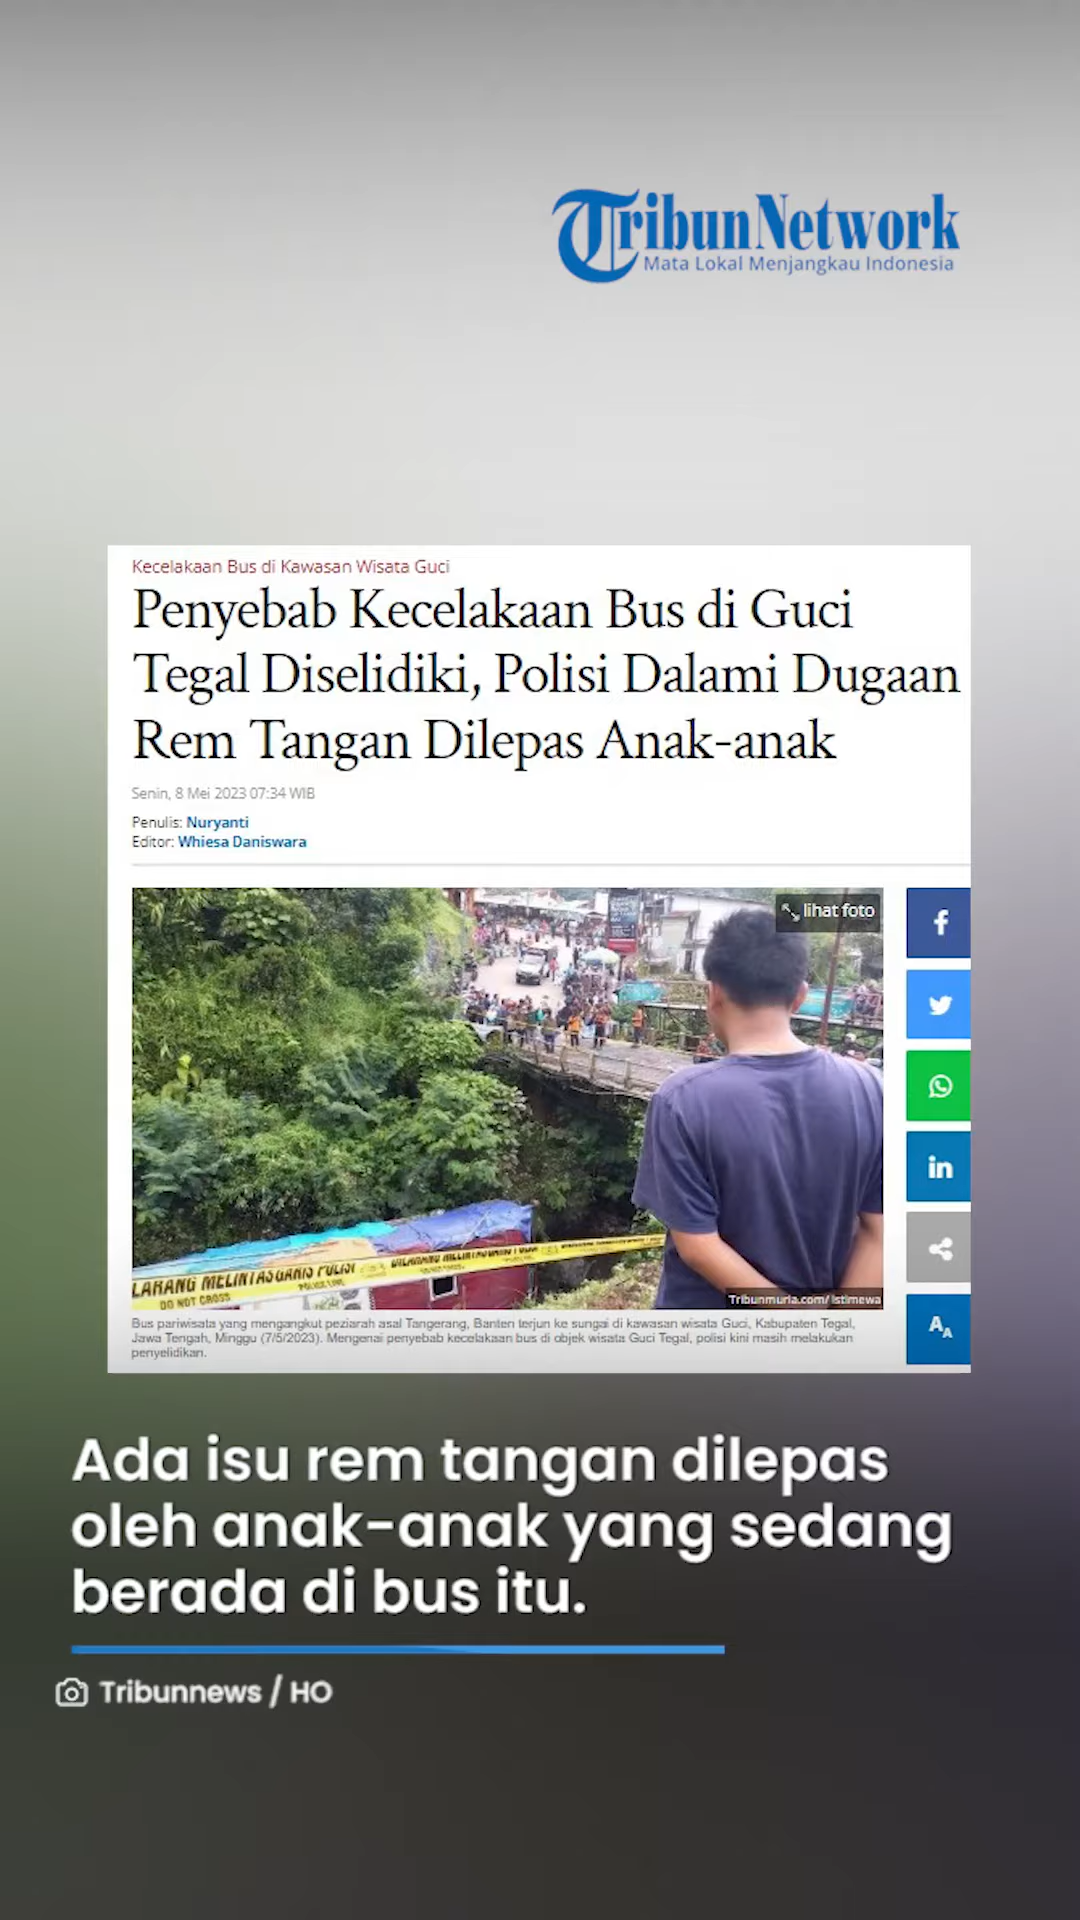 TribunNetwork
Mata Lokal Menjangkau Indonesia
Kecelakaan Bus di Kawasan Wisata Guci
Penyebab Kecelakaan Bus di Guci
Tegal Diselidiki, Polisi Dalami Dugaan
Rem Tangan Dilepas Anak-anak
Senin, 8 Mei 2023 07:34 WIB
Penulis: Nuryanti
Editor: Whiesa Daniswara
lihat foto
LARANG MELINTAS GARIS POLISI
DO NOT CROSS
POLICE LINE
Tribunmuria.com/ Istimewa
Bus pariwisata yang mengangkut peziarah asal Tangerang, Banten terjun ke sungai di kawasan wisata Guci, Kabupaten Tegal,
Jawa Tengah, Minggu (7/5/2023). Mengenai penyebab kecelakaan bus di objek wisata Guci Tegal, polisi kini masih melakukan
penyelidikan.
Ada isu rem tangan dilepas
oleh anak-anak yang sedang
berada di bus itu.
Tribunnews / HO